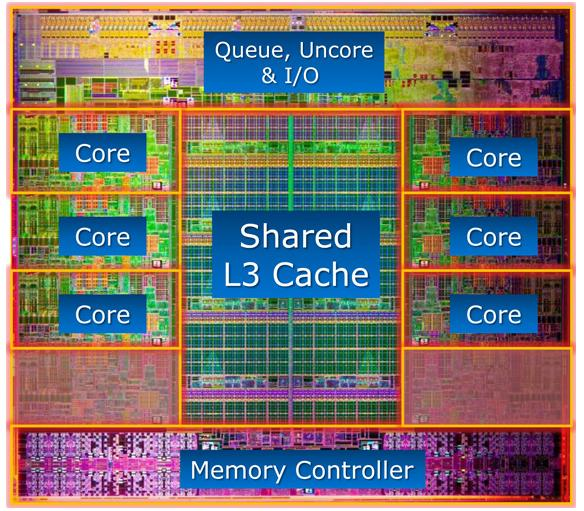 Queue, Uncore
& I/O
Core
Core
Core
Core
Shared
L3 Cache
Core
Core
Memory Controller